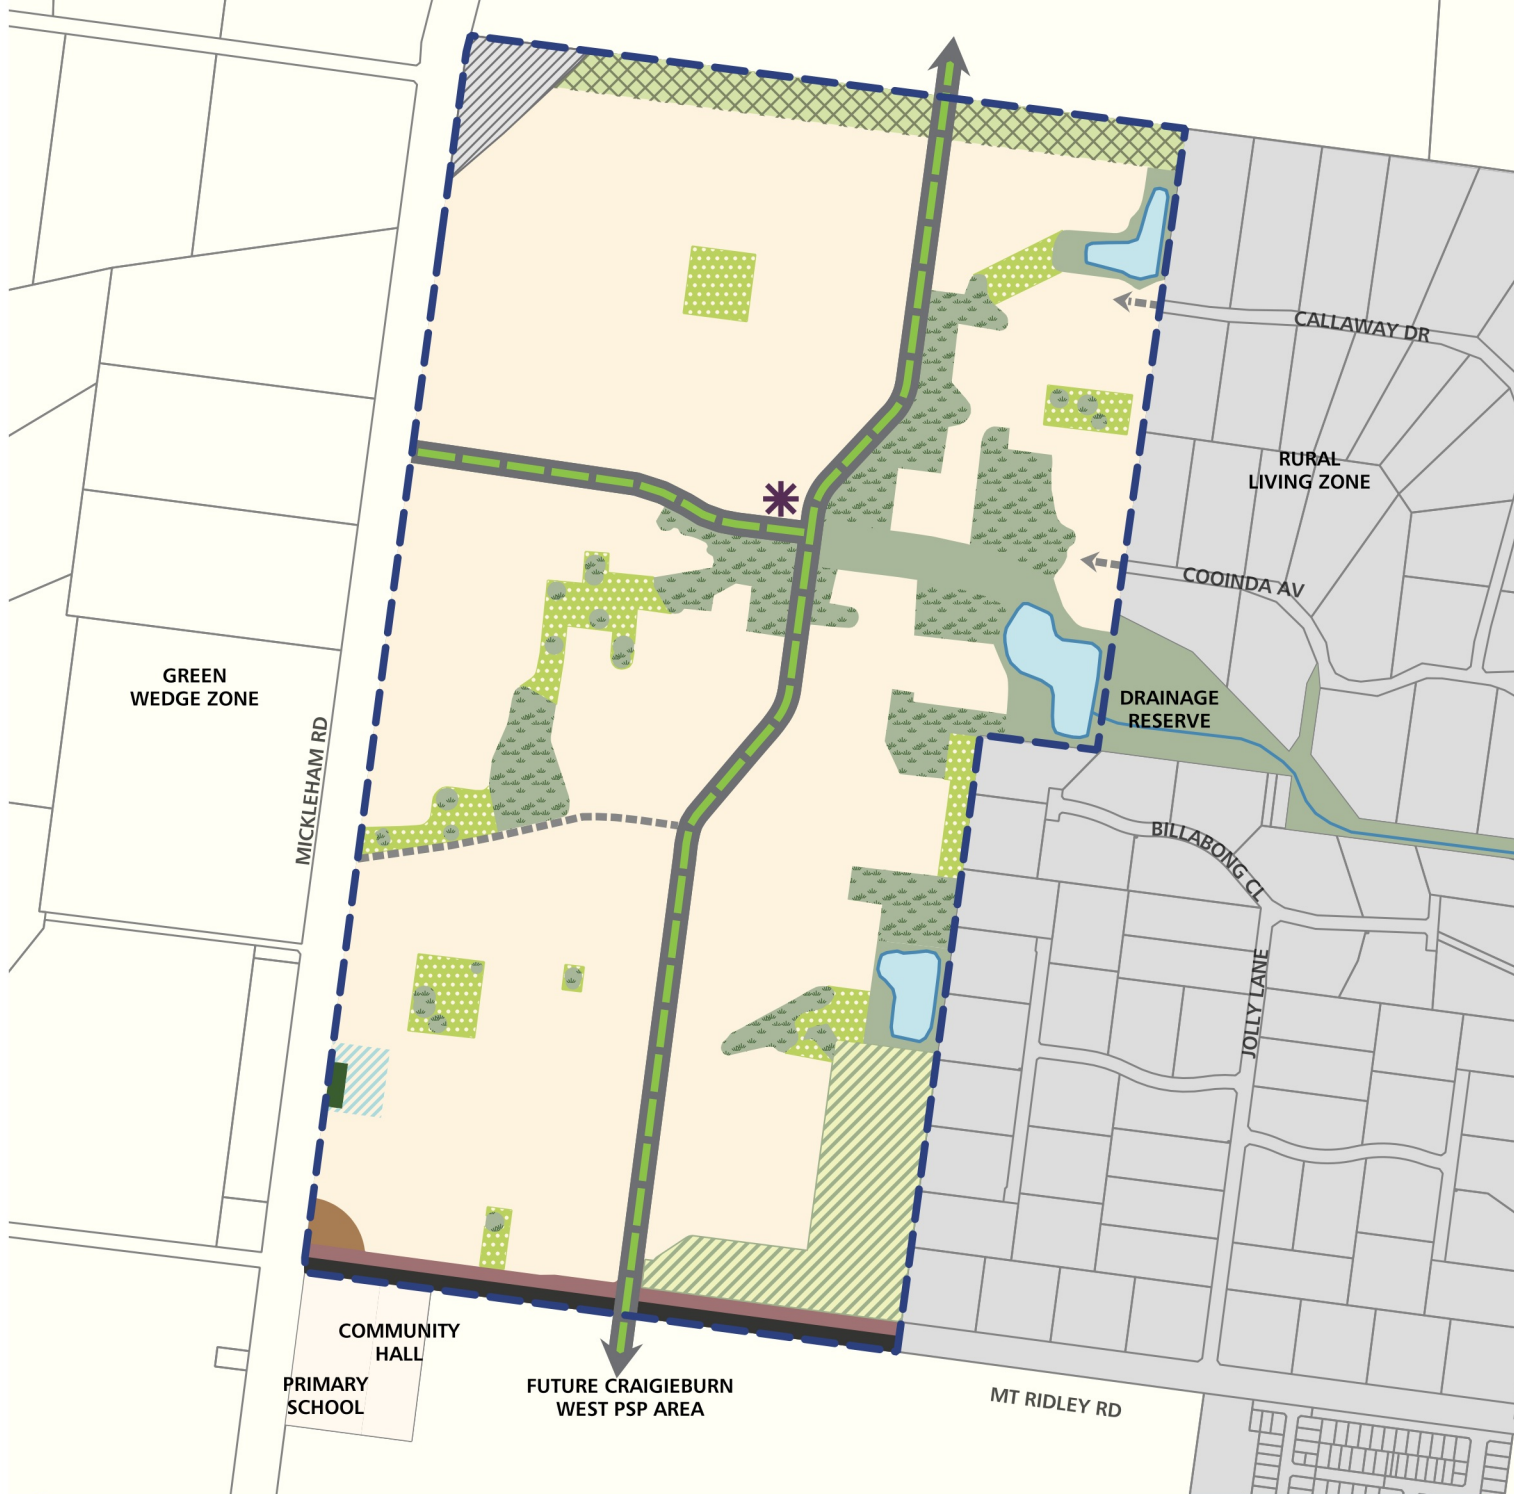 CALLAWAY DR
RURAL
LIVING ZONE
COOINDA AV
GREEN
WEDGE ZONE
DRAINAGE
RESERVE
MICKLEHAM RD
BILLABONG CL
JOLLY LANE
COMMUNITY
HALL
PRIMARY
SCHOOL
FUTURE CRAIGIEBURN
WEST PSP AREA
MT RIDLEY RD